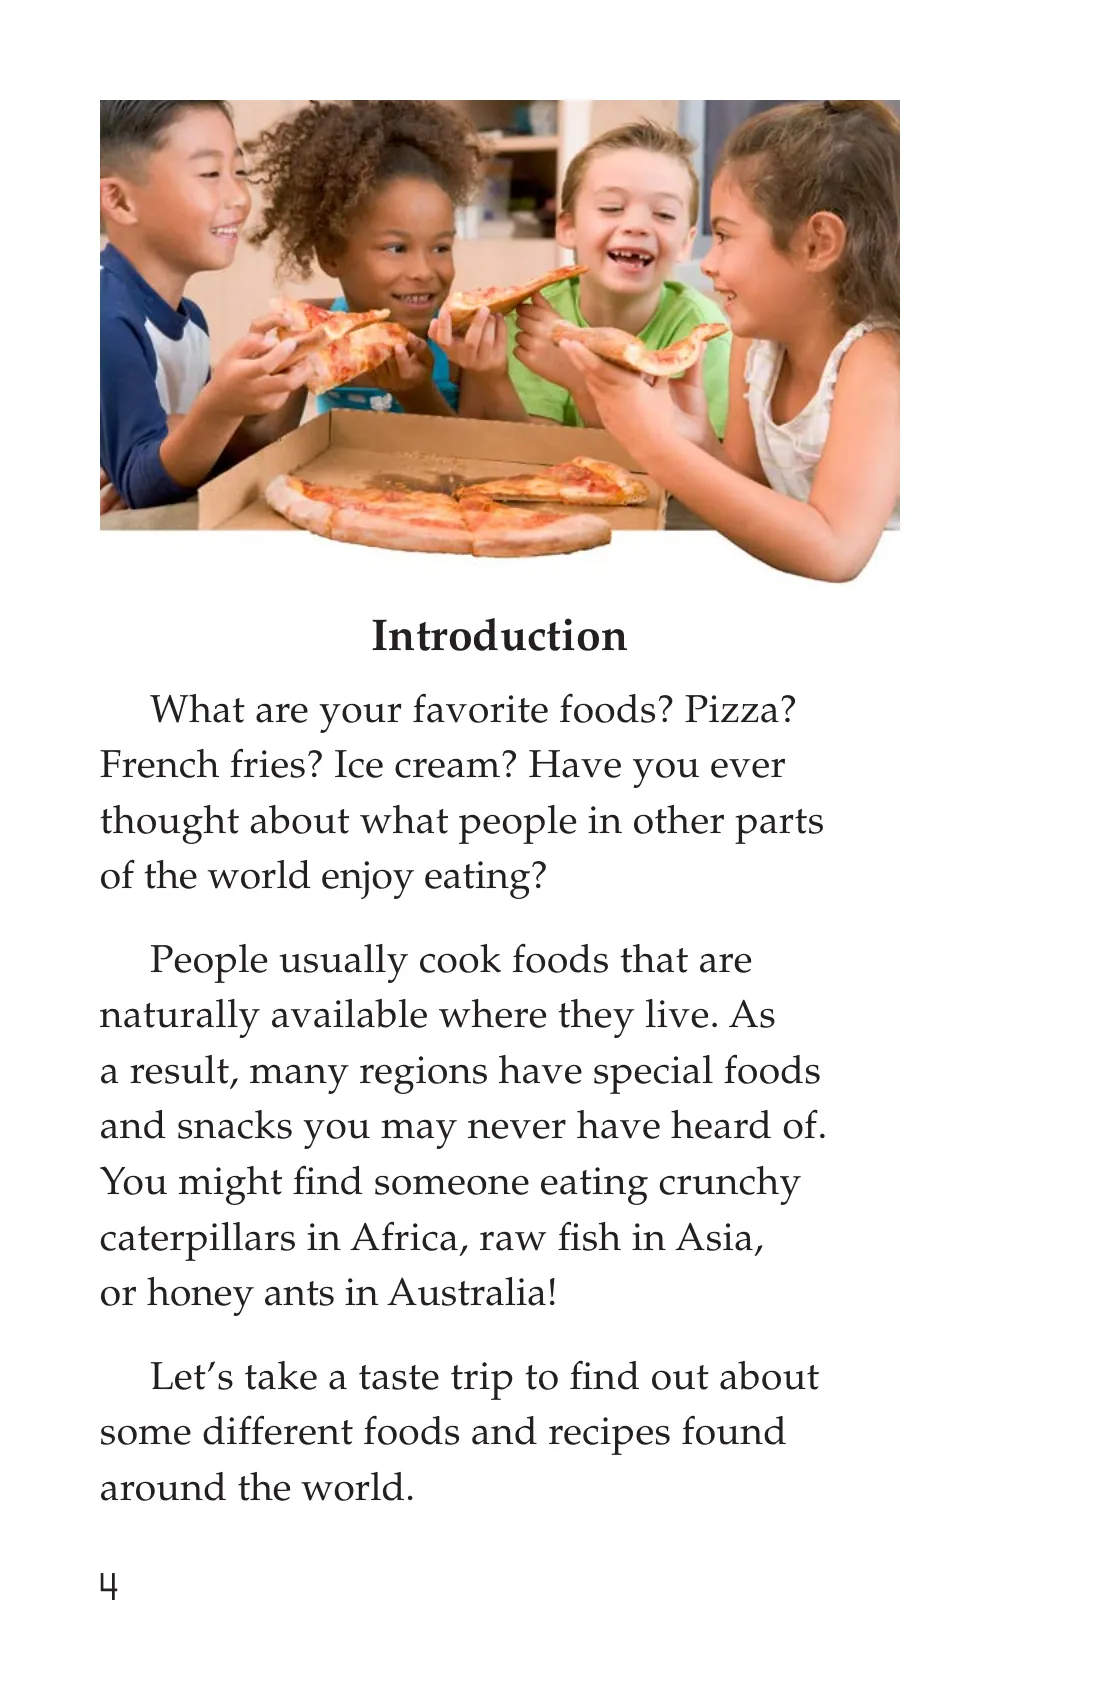 Introduction
What are your favorite foods? Pizza?
French fries? Ice cream? Have you ever
thought about what people in other parts
of the world enjoy eating?
People usually cook foods that are
naturally available where they live. As
a result, many regions have special foods
and snacks you may never have heard of.
You might find someone eating crunchy
caterpillars in Africa, raw fish in Asia,
or honey ants in Australia!
Let’s take a taste trip to find out about
some different foods and recipes found
around the world.
4